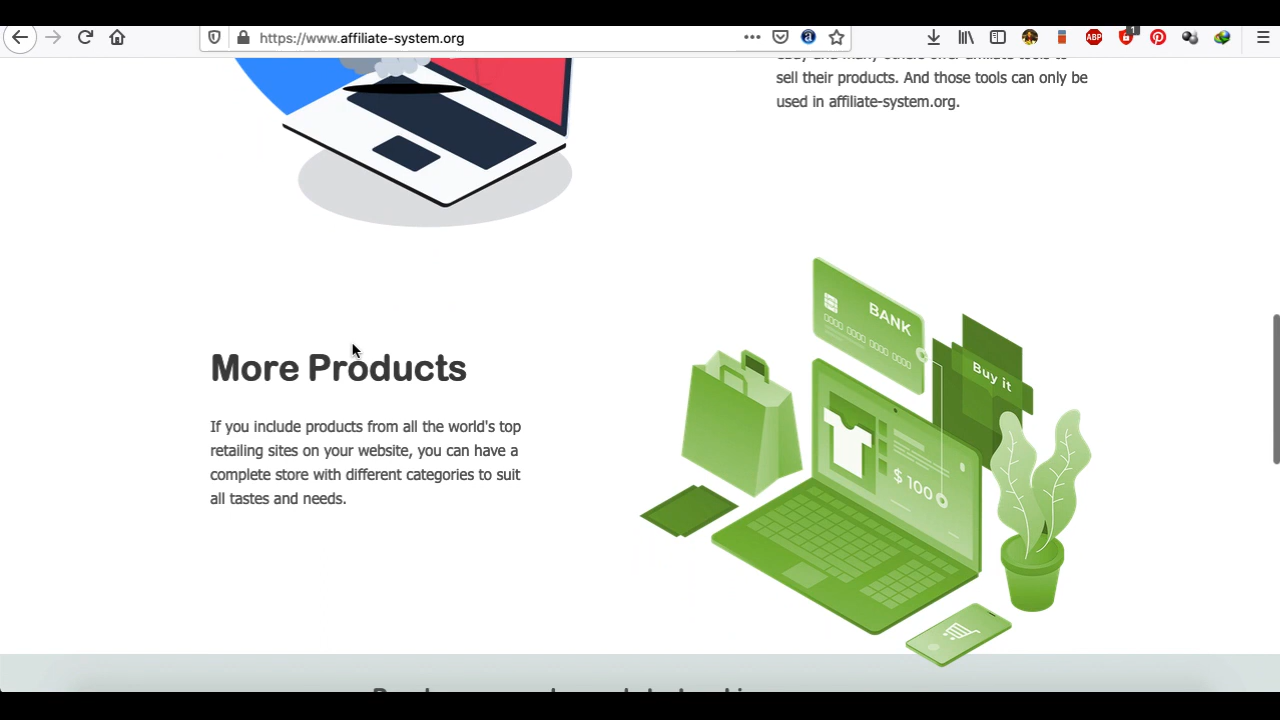 https://www.affiliate-system.org
ABP
1
sell their products. And those tools can only be
used in affiliate-system.org.
BANK
Buy it
More Products
$ 100
If you include products from all the world's top
retailing sites on your website, you can have a
complete store with different categories to suit
all tastes and needs.